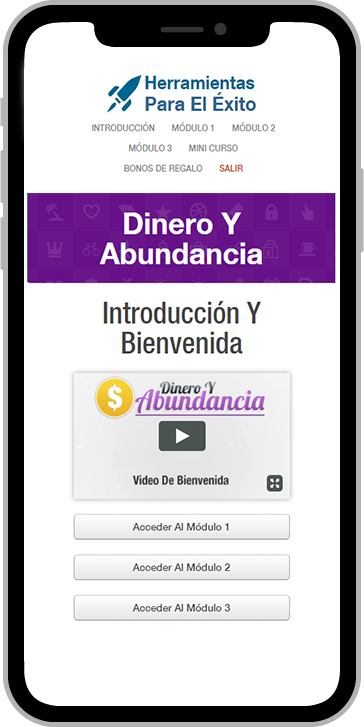 Herramientas
Para El Éxito
INTRODUCCIÓN MÓDULO 1 MÓDULO 2
MÓDULO 3 MINI CURSO
BONOS DE REGALO SALIR
Dinero Y
Abundancia
Introducción Y
Bienvenida
$
Dinero Y
Abundancia
Video De Bienvenida
Acceder Al Módulo 1
Acceder Al Módulo 2
Acceder Al Módulo 3